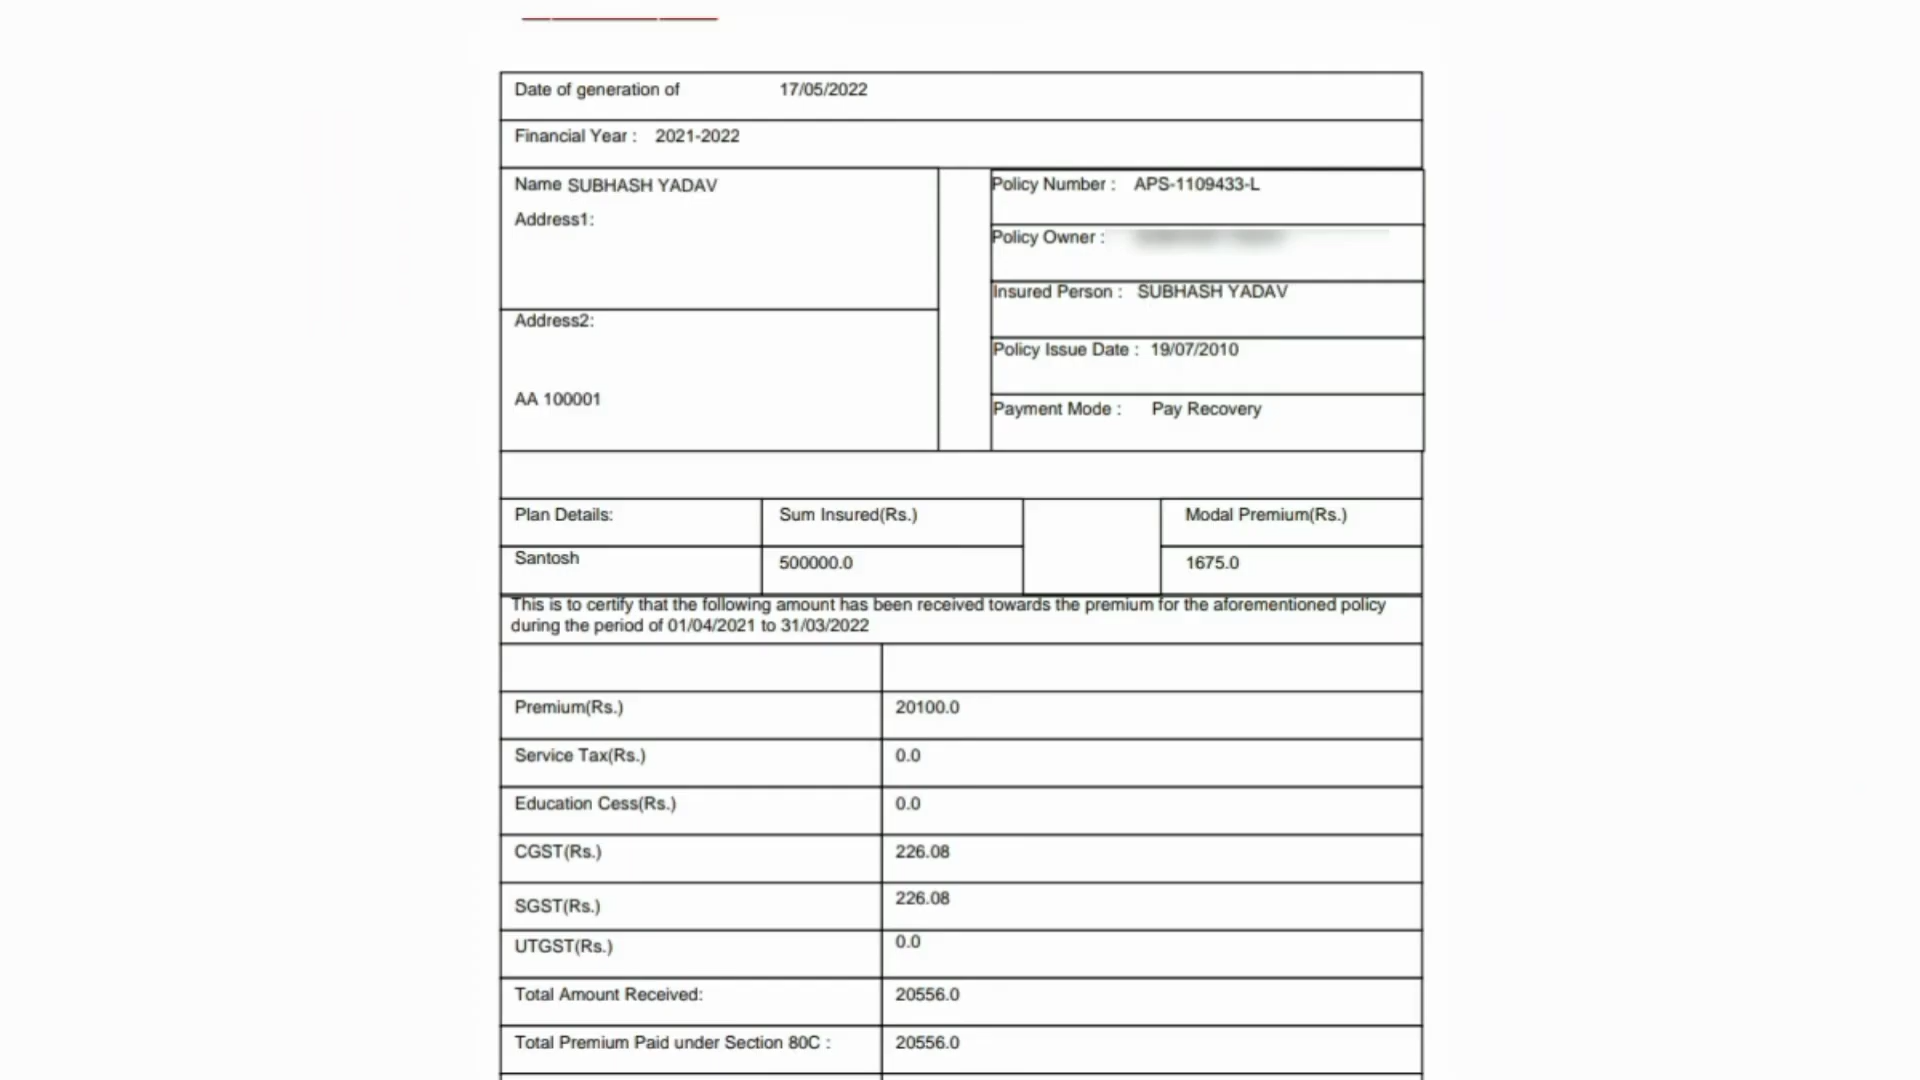 Date of generation of 17/05/2022
Financial Year : 2021-2022
Name SUBHASH YADAV
Address1:
Address2:
AA 100001
Policy Number : APS-1109433-L
Policy Owner :
Insured Person : SUBHASH YADAV
Policy Issue Date : 19/07/2010
Payment Mode : Pay Recovery
Plan Details: Sum Insured(Rs.) Modal Premium(Rs.)
Santosh 500000.0 1675.0
This is to certify that the following amount has been received towards the premium for the aforementioned policy
during the period of 01/04/2021 to 31/03/2022
Premium(Rs.) 20100.0
Service Tax(Rs.) 0.0
Education Cess(Rs.) 0.0
CGST(Rs.) 226.08
SGST(Rs.) 226.08
UTGST(Rs.) 0.0
Total Amount Received: 20556.0
Total Premium Paid under Section 80C : 20556.0